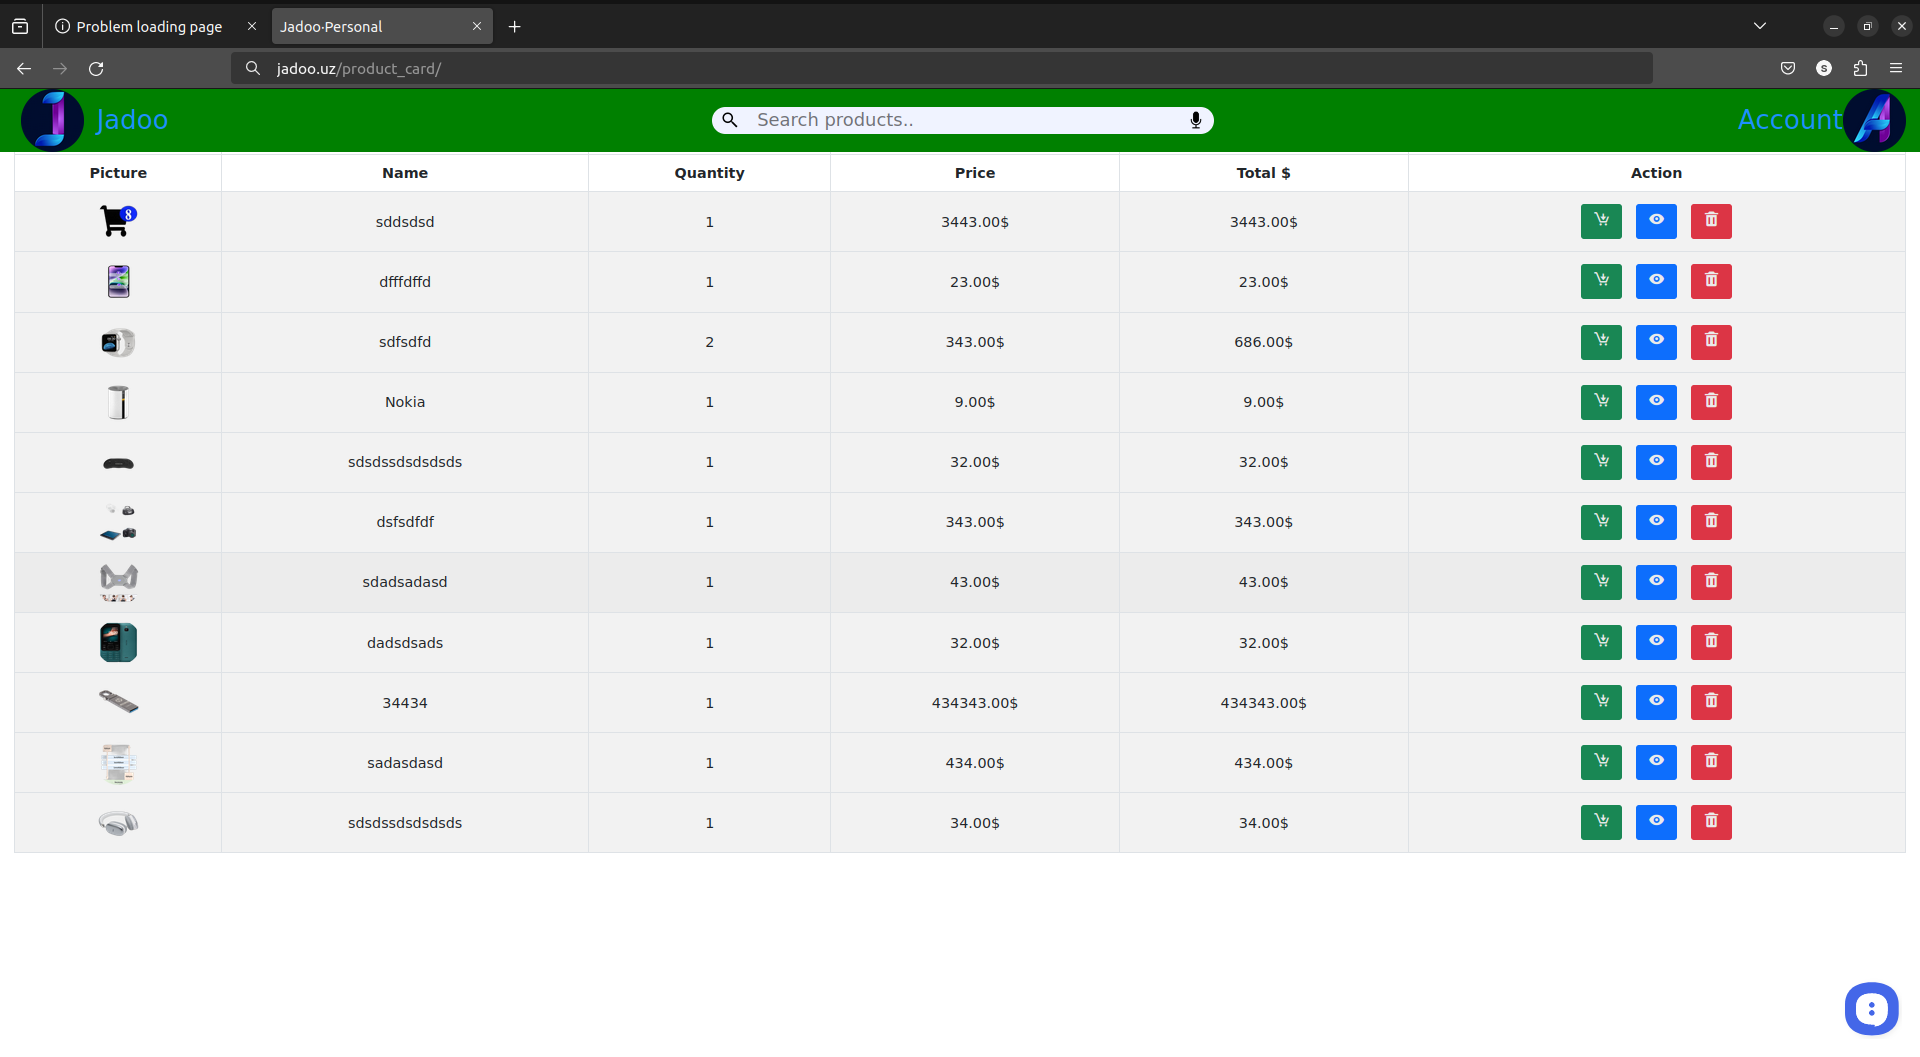 Problem loading page
Jadoo·Personal
jadoo.uz/product_card/
S
Jadoo
Search products..
Account
Picture Name Quantity Price Total $ Action
8
sddsdsd 1 3443.00$ 3443.00$
dfffdffd 1 23.00$ 23.00$
sdfsdfd 2 343.00$ 686.00$
Nokia 1 9.00$ 9.00$
sdsdssdsdsdsds 1 32.00$ 32.00$
dsfsdfdf 1 343.00$ 343.00$
sdadsadasd 1 43.00$ 43.00$
dadsdsads 1 32.00$ 32.00$
34434 1 434343.00$ 434343.00$
sadasdasd 1 434.00$ 434.00$
sdsdssdsdsdsds 1 34.00$ 34.00$